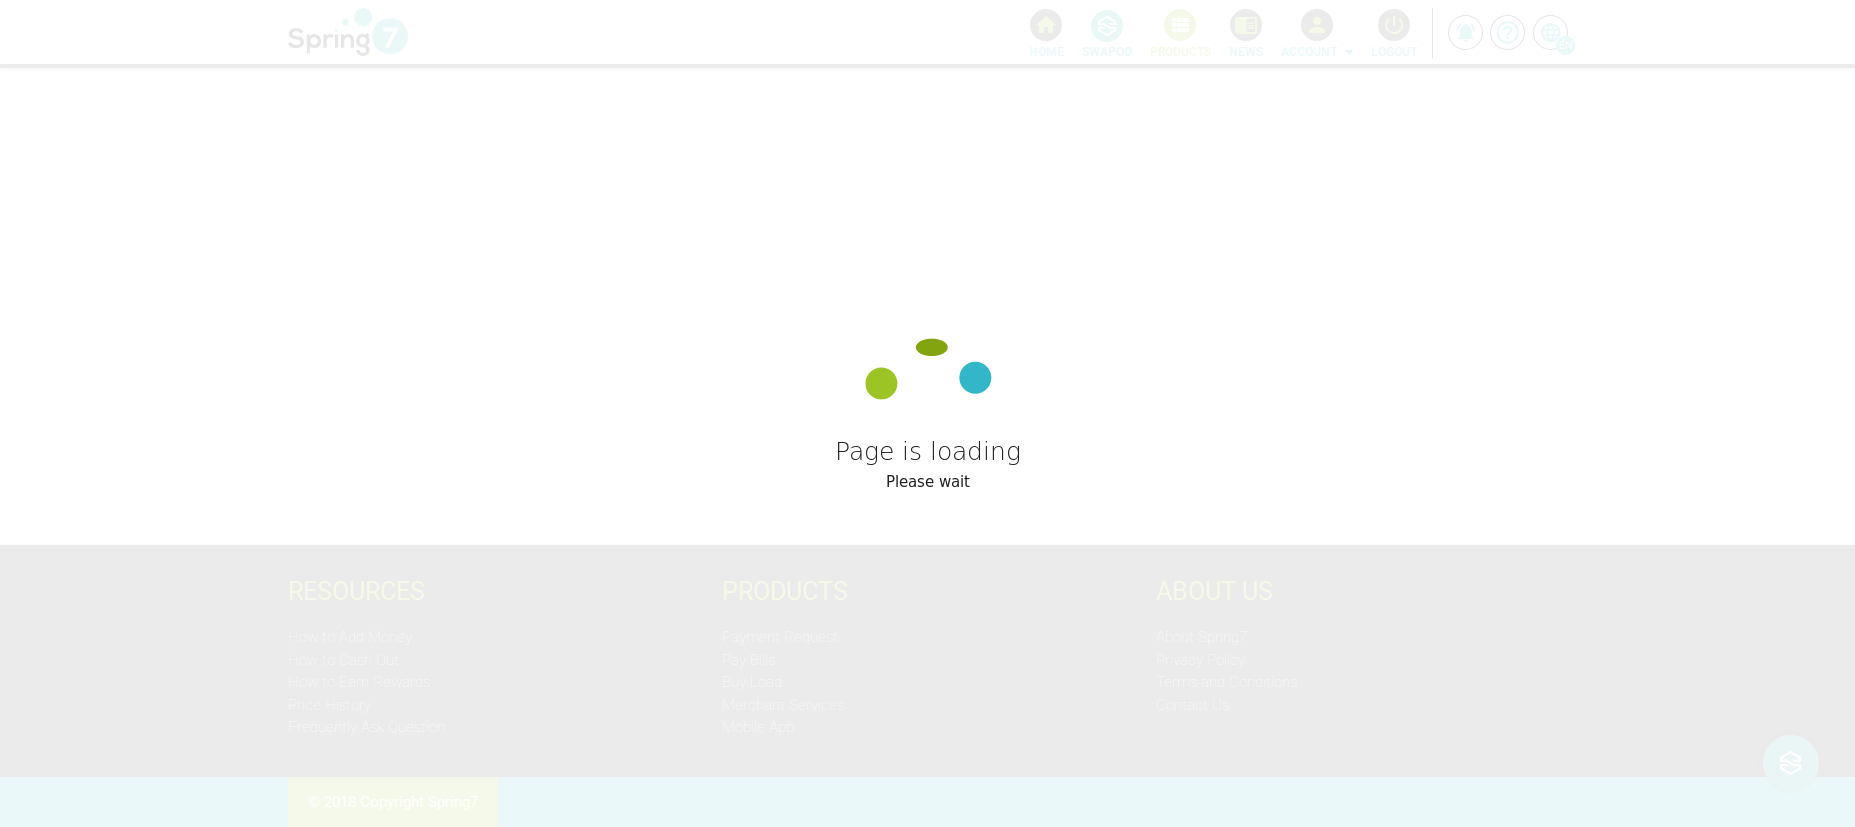 Spring 7
HOME
SWAPOO
PRODUCTS
NEWS
ACCOUNT
LOGOUT
EN
Page is loading
Please wait
RESOURCES
How to Add Money
How to Cash Out
How to Earn Rewards
Price History
Frequently Ask Question
PRODUCTS
Payment Request
Pay Bills
Buy Load
Merchant Services
Mobile App
ABOUT US
About Spring7
Privacy Policy
Terms and Conditions
Contact Us
© 2018 Copyright Spring7